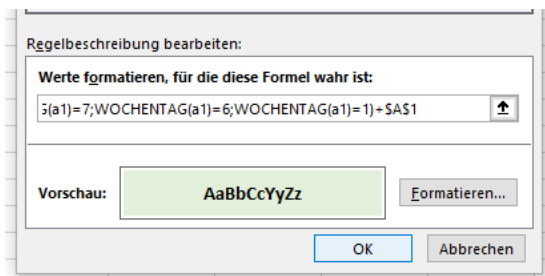 Regelbeschreibung bearbeiten:
Werte formatieren, für die diese Formel wahr ist:
G(a1)=7;WOCHENTAG(a1)=6;WOCHENTAG(a1)=1)+$A$1
Vorschau:
AaBbCcYyZz
Formatieren...
OK
Abbrechen